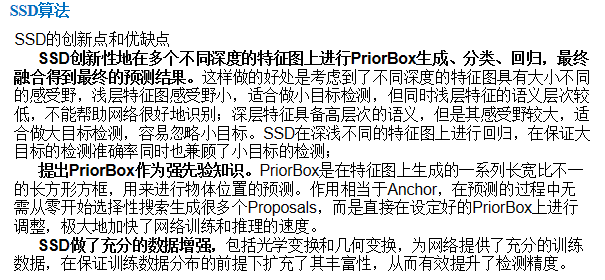 SSD算法
SSD的创新点和优缺点
SSD创新性地在多个不同深度的特征图上进行PriorBox生成、分类、回归，最终
融合得到最终的预测结果。这样做的好处是考虑到了不同深度的特征图具有大小不同
的感受野，浅层特征图感受野小，适合做小目标检测，但同时浅层特征的语义层次较
低，不能帮助网络很好地识别；深层特征具备高层次的语义，但是其感受野较大，适
合做大目标检测，容易忽略小目标。SSD在深浅不同的特征图上进行回归，在保证大
目标的检测准确率同时也兼顾了小目标的检测；
提出PriorBox作为强先验知识。PriorBox是在特征图上生成的一系列长宽比不一
的长方形方框，用来进行物体位置的预测。作用相当于Anchor，在预测的过程中无
需从零开始选择性搜索生成很多个Proposals，而是直接在设定好的PriorBox上进行
调整，极大地加快了网络训练和推理的速度。
SSD做了充分的数据增强，包括光学变换和几何变换，为网络提供了充分的训练
数据，在保证训练数据分布的前提下扩充了其丰富性，从而有效提升了检测精度。